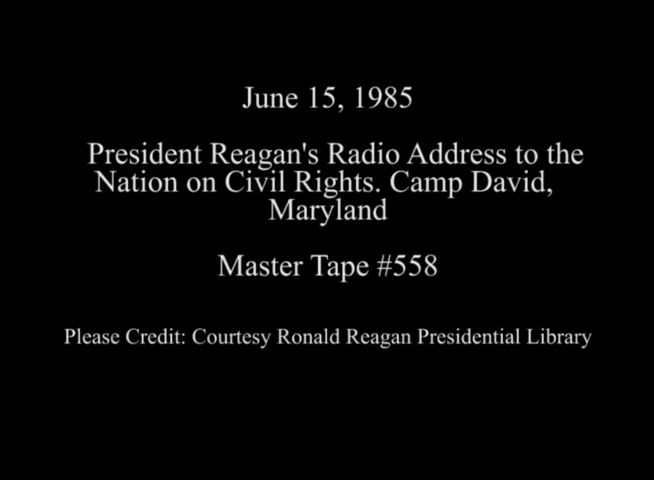 June 15, 1985
President Reagan's Radio Address to the
Nation on Civil Rights. Camp David,
Maryland
Master Tape #558
Please Credit: Courtesy Ronald Reagan Presidential Library